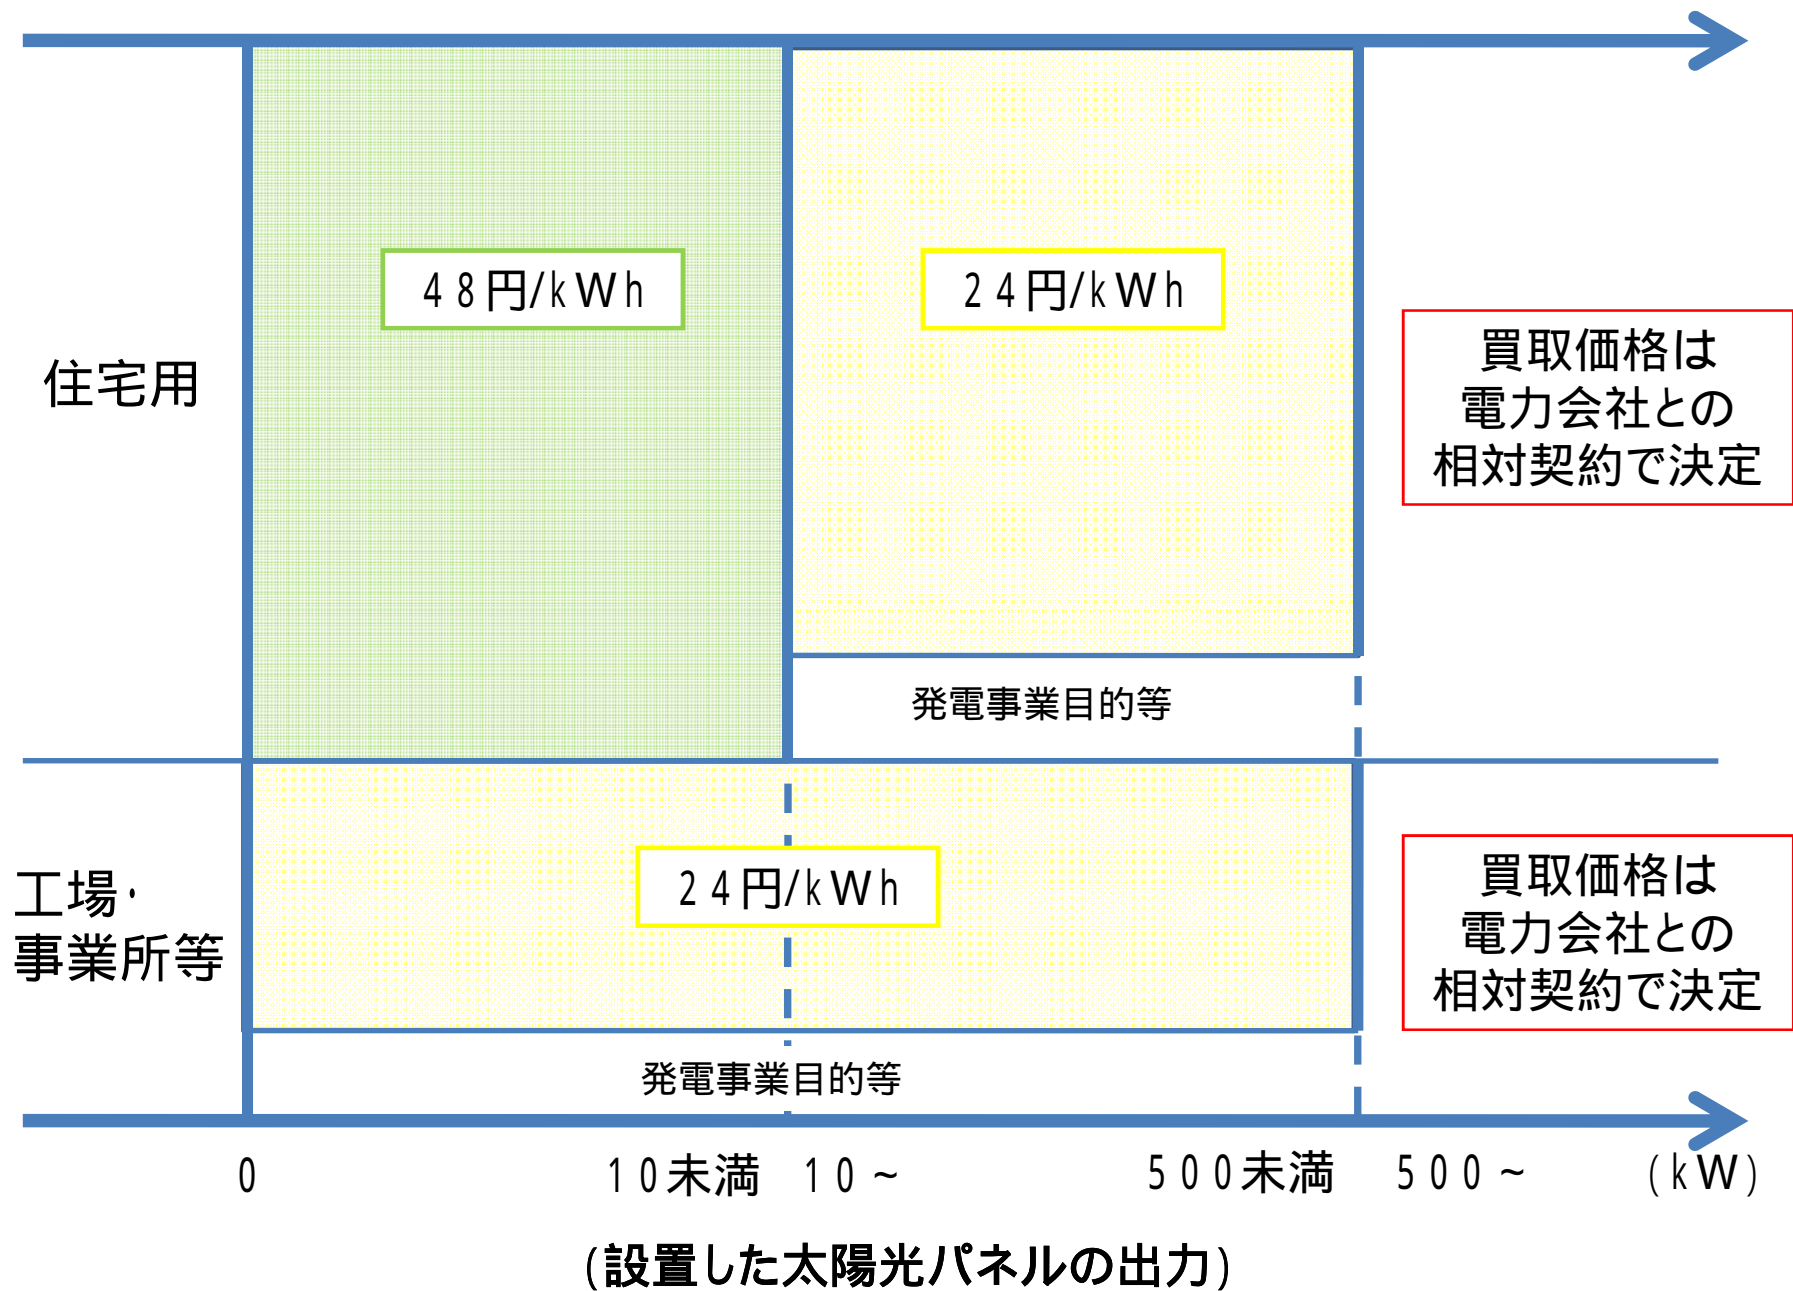 48円/kWh
24円/kWh
住宅用
買取価格は
電力会社との
相対契約で決定
発電事業目的等
工場・
事業所等
24円/kWh
買取価格は
電力会社との
相対契約で決定
発電事業目的等
0 10未満 10~ 500未満 500~ (kW)
(設置した太陽光パネルの出力)